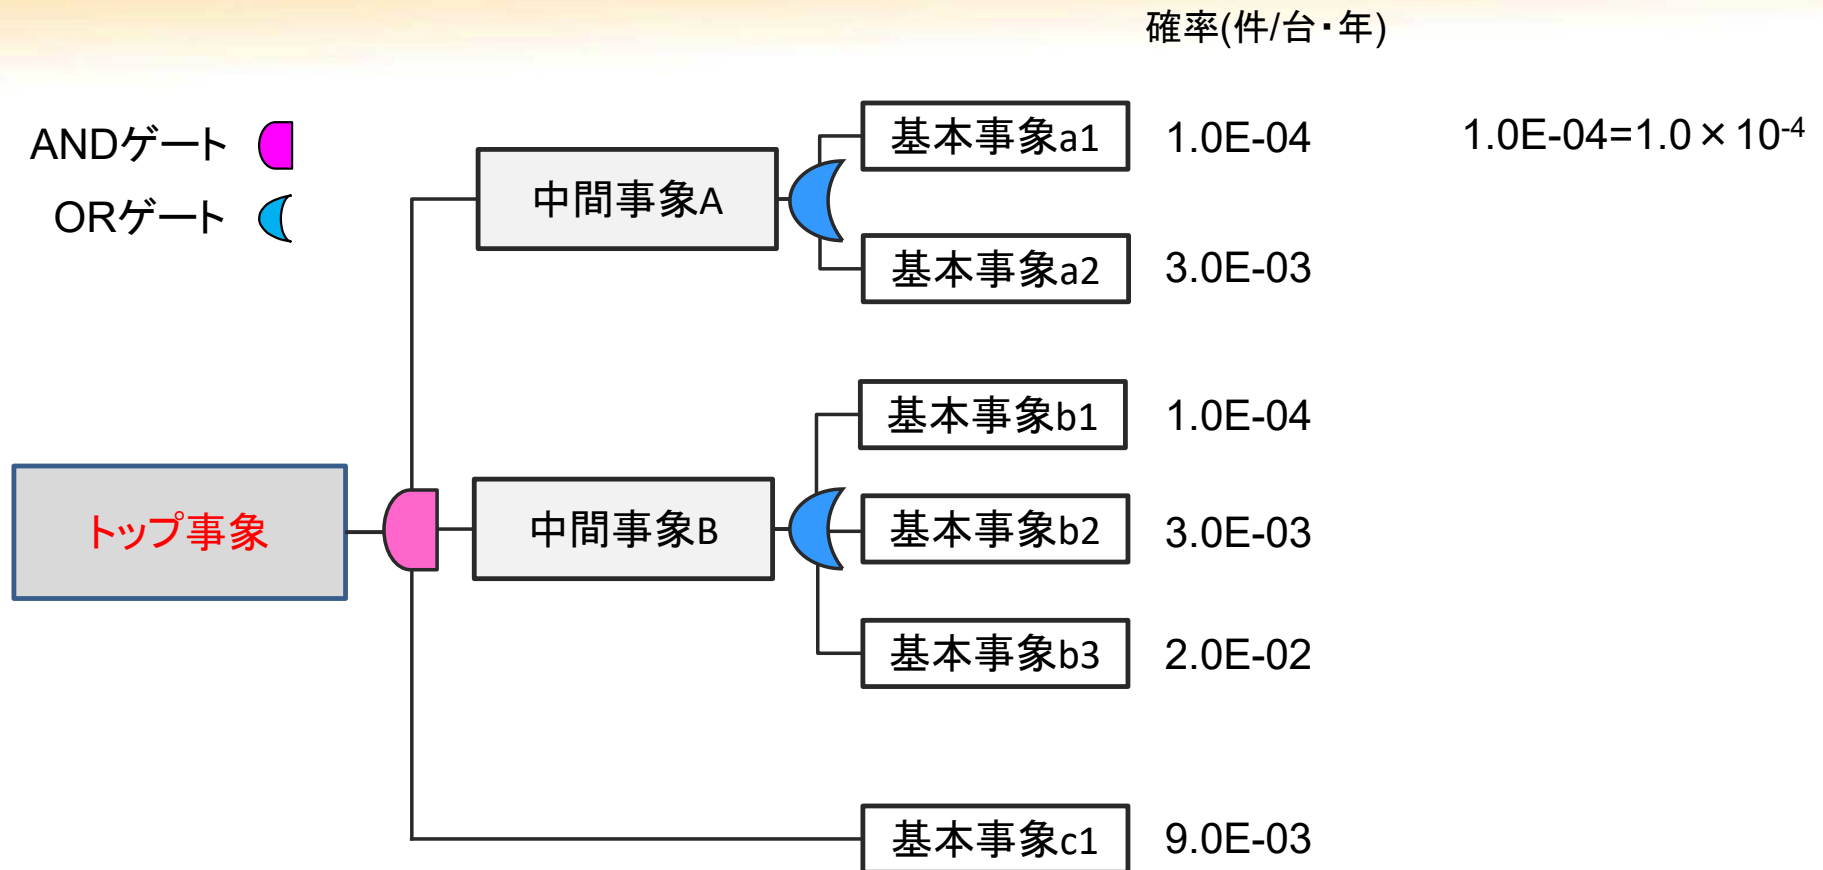 確率(件/台・年)
ANDゲート
ORゲート
基本事象a1 1.0E-04 1.0E-04=1.0×10-4
中間事象A
基本事象a2 3.0E-03
基本事象b1 1.0E-04
トップ事象
中間事象B
基本事象b2 3.0E-03
基本事象b3 2.0E-02
基本事象c1 9.0E-03